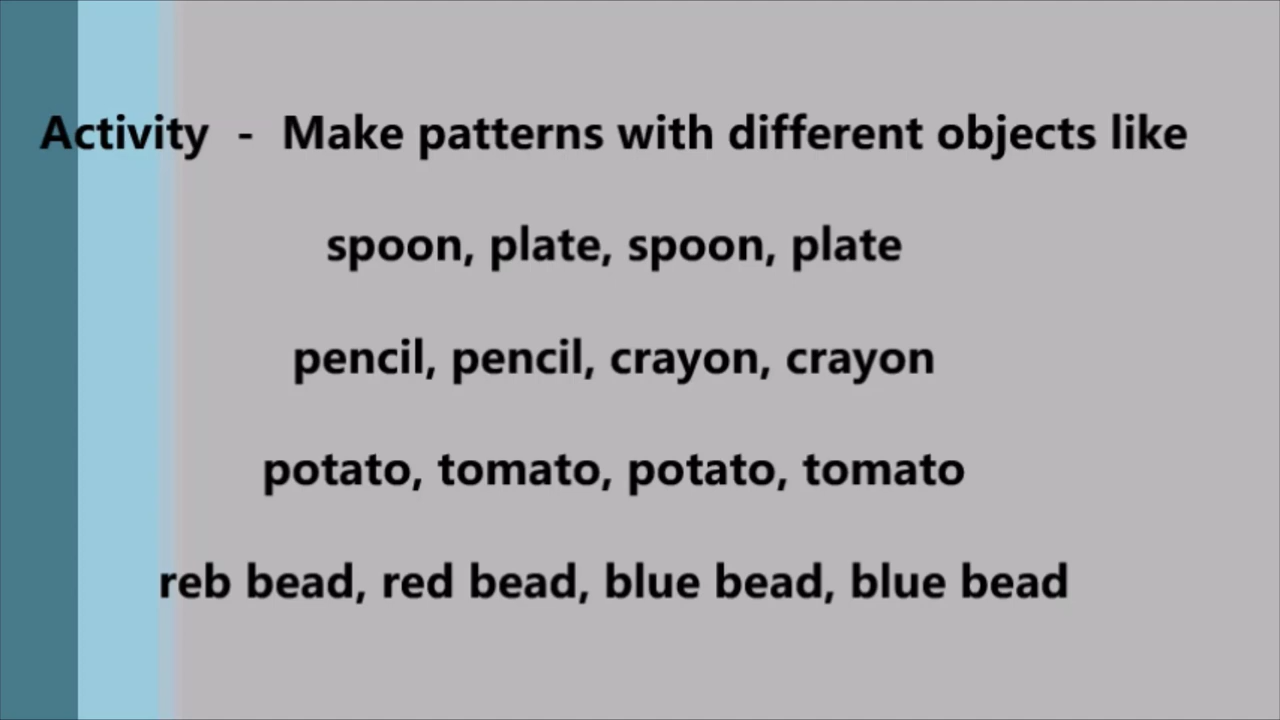 Activity - Make patterns with different objects like
spoon, plate, spoon, plate
pencil, pencil, crayon, crayon
potato, tomato, potato, tomato
reb bead, red bead, blue bead, blue bead